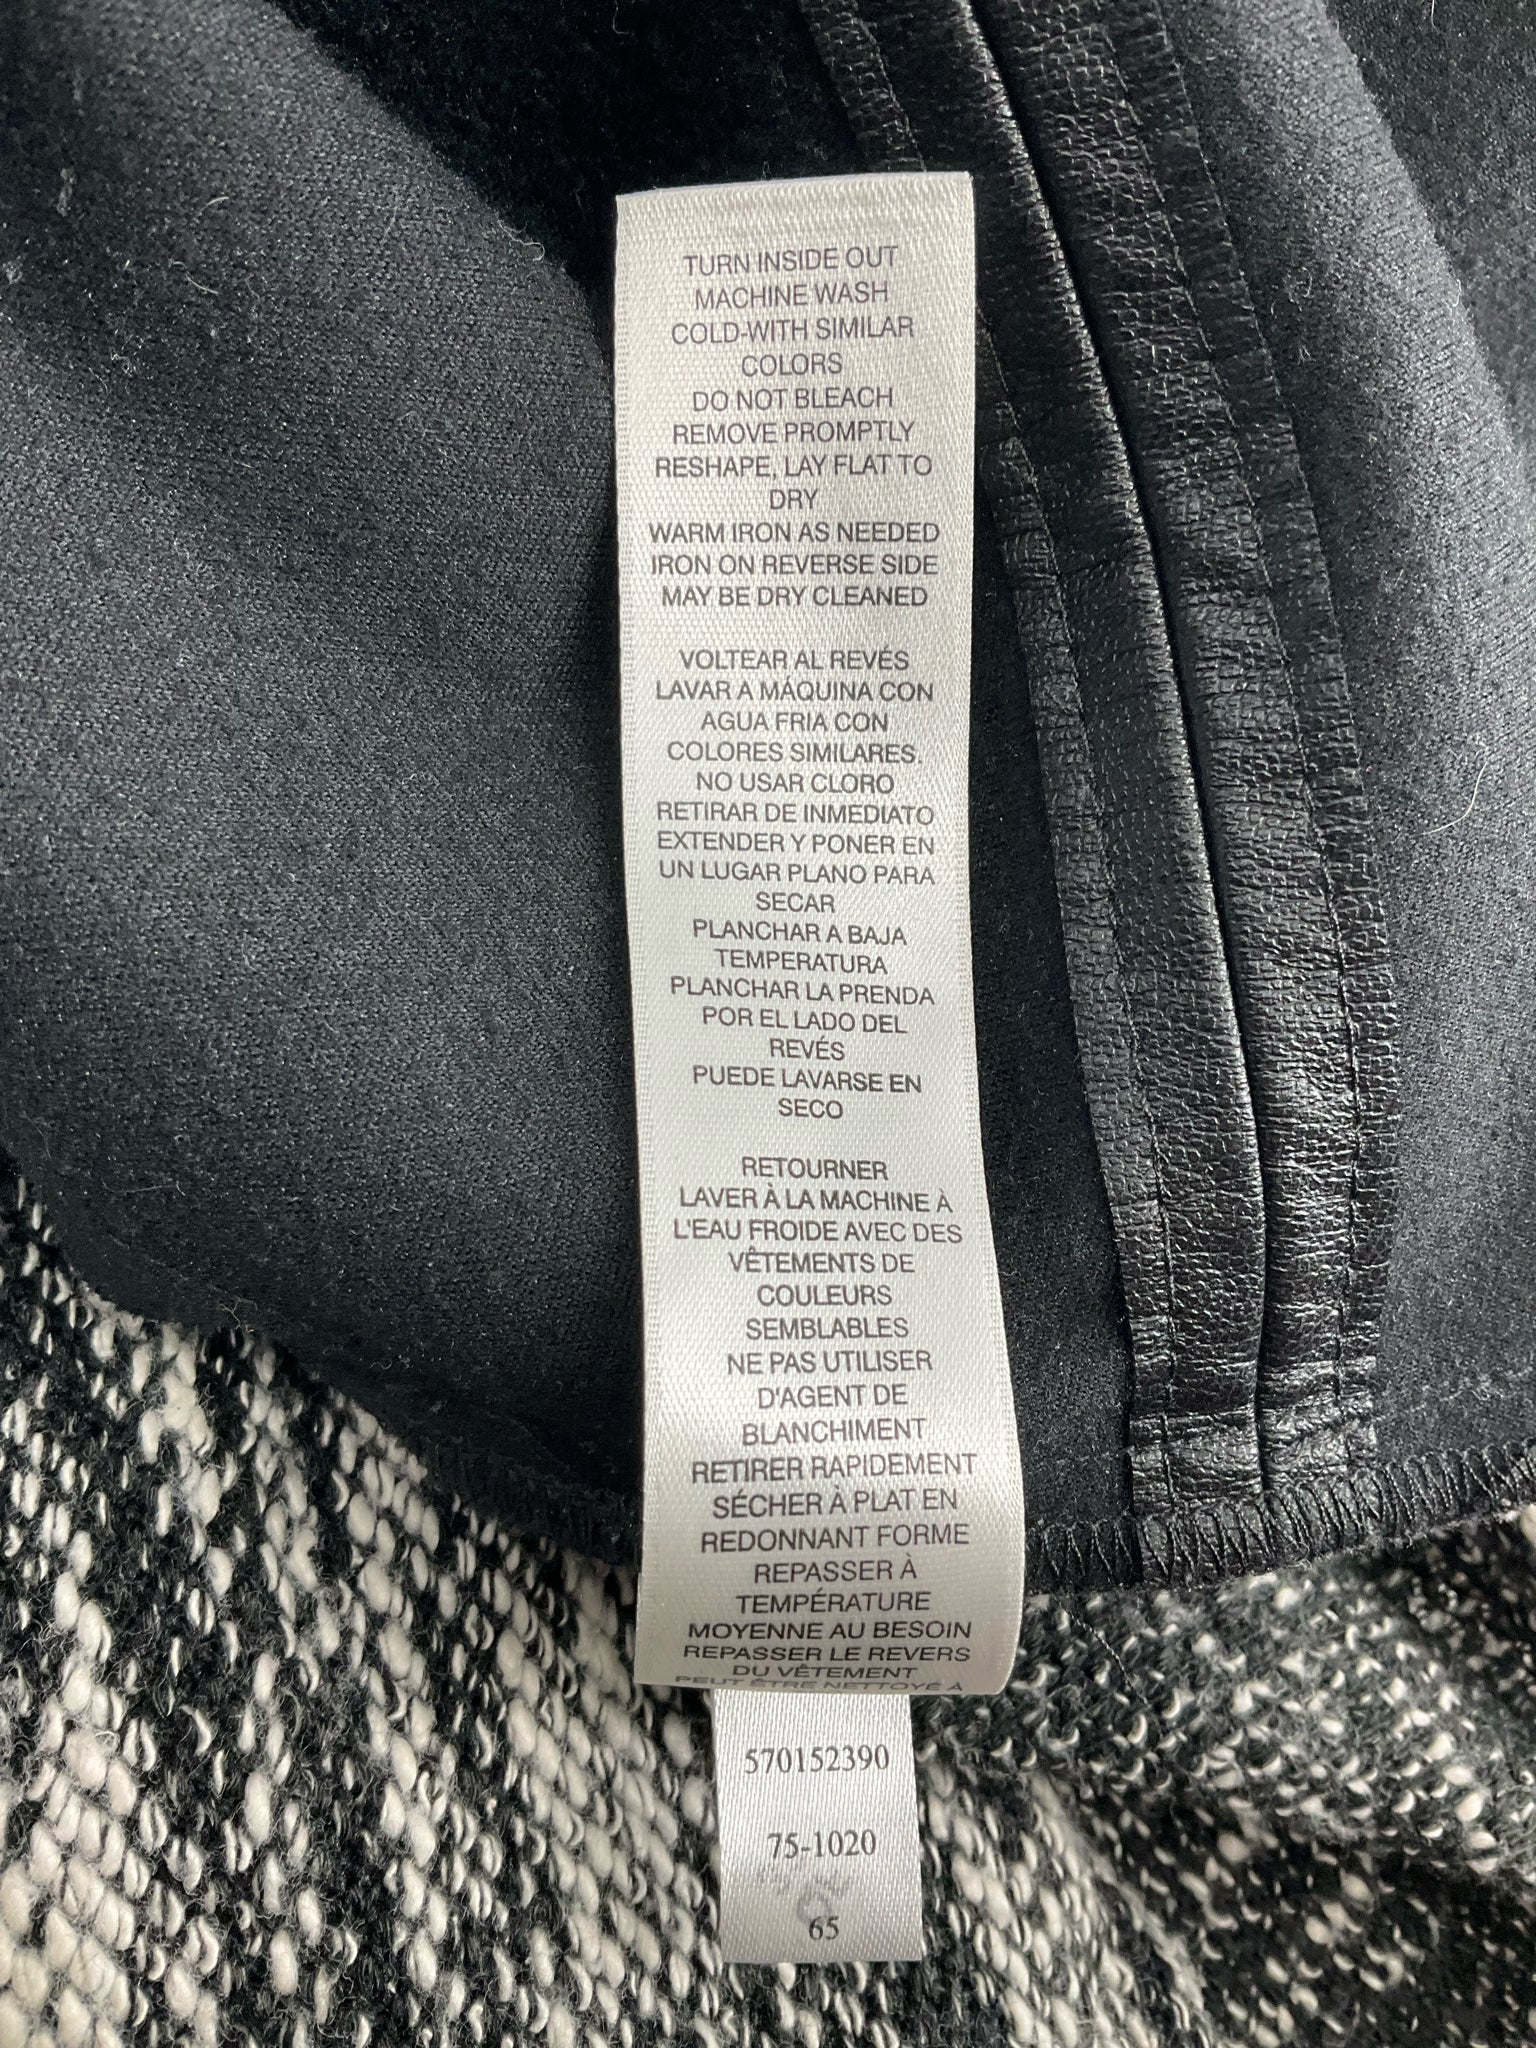 TURN INSIDE OUT
MACHINE WASH
COLD-WITH SIMILAR
COLORS
DO NOT BLEACH
REMOVE PROMPTLY
RESHAPE, LAY FLAT TO
DRY
WARM IRON AS NEEDED
IRON ON REVERSE SIDE
MAY BE DRY CLEANED
VOLTEAR AL REVÉS
LAVAR A MÁQUINA CON
AGUA FRIA CON
COLORES SIMILARES.
NO USAR CLORO
RETIRAR DE INMEDIATO
EXTENDER Y PONER EN
UN LUGAR PLANO PARA
SECAR
PLANCHAR A BAJA
TEMPERATURA
PLANCHAR LA PRENDA
POR EL LADO DEL
REVÉS
PUEDE LAVARSE EN
SECO
RETOURNER
LAVER À LA MACHINE À
L'EAU FROIDE AVEC DES
VÊTEMENTS DE
COULEURS
SEMBLABLES
NE PAS UTILISER
D'AGENT DE
BLANCHIMENT
RETIRER RAPIDEMENT
SÉCHER À PLAT EN
REDONNANT FORME
REPASSER À
TEMPÉRATURE
MOYENNE AU BESOIN
REPASSER LE REVERS
DU VÊTEMENT
PEUT ÊTRE NETTOYÉ À
570152390
75-1020
65